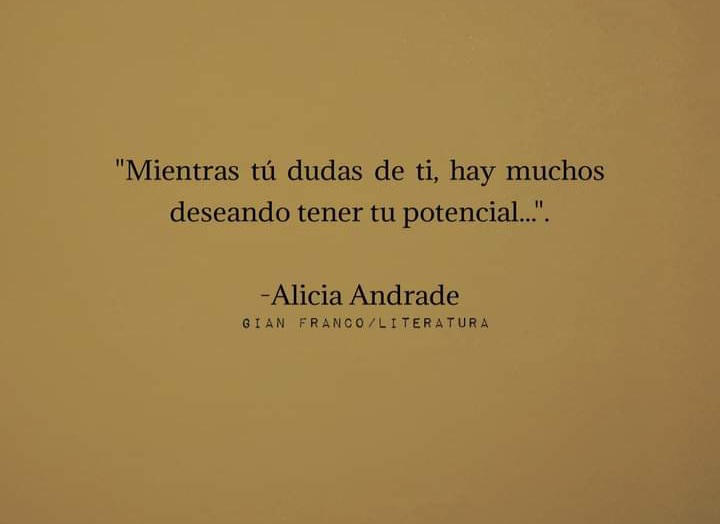 "Mientras tú dudas de ti, hay muchos
deseando tener tu potencial...".
-Alicia Andrade
GIAN FRANCO/LITERATURA